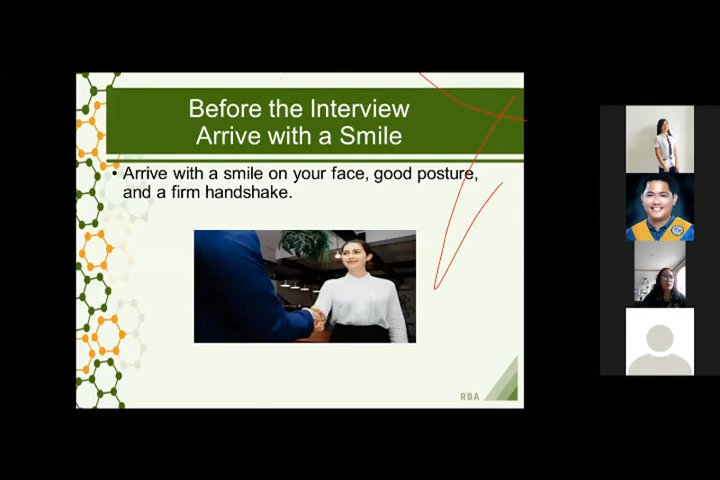 Before the Interview
Arrive with a Smile
• Arrive with a smile on your face, good posture,
and a firm handshake.
RBA